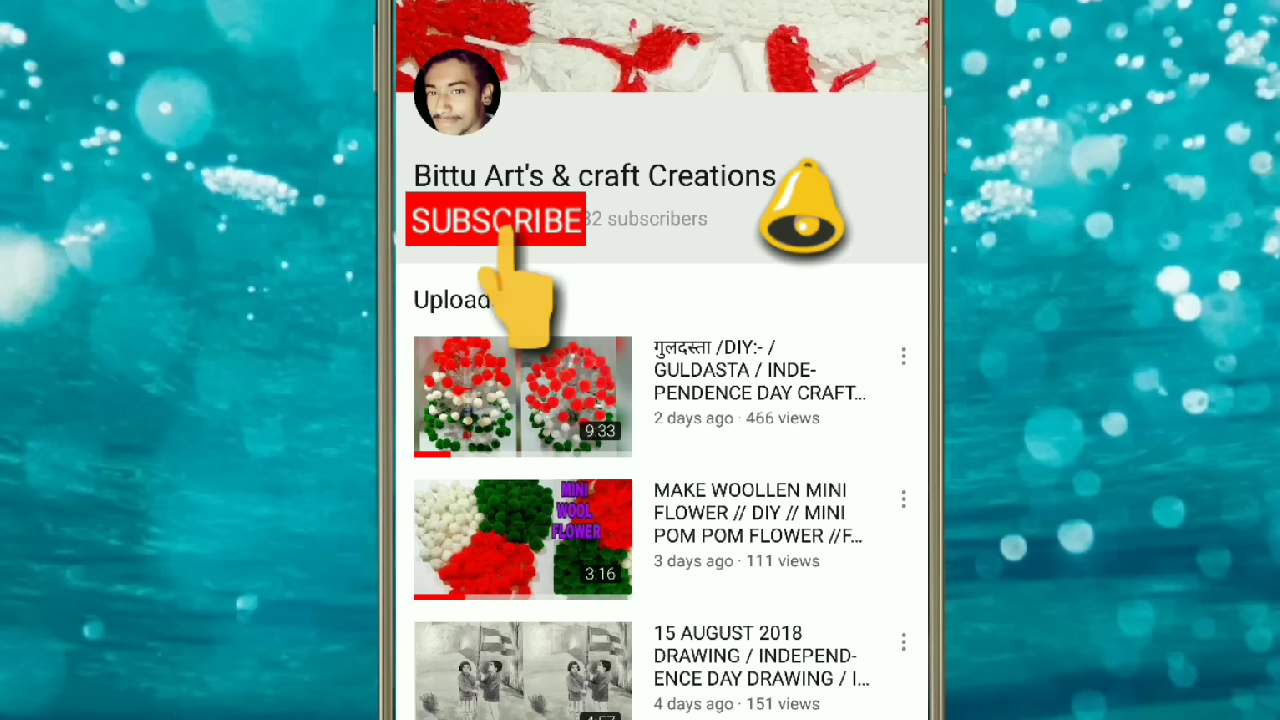 Bittu Art's & craft Creations
SUBSCRIBE 32 subscribers
Upload
गुलदस्ता /DIY:- /
GULDASTA / INDE-
PENDENCE DAY CRAFT...
2 days ago · 466 views
9:33
MAKE WOOLLEN MINI
FLOWER // DIY // MINI
POM POM FLOWER //F...
3 days ago · 111 views
MINI
WOOL
FLOWER
3:16
15 AUGUST 2018
DRAWING / INDEPEND-
ENCE DAY DRAWING / I...
4 days ago · 151 views